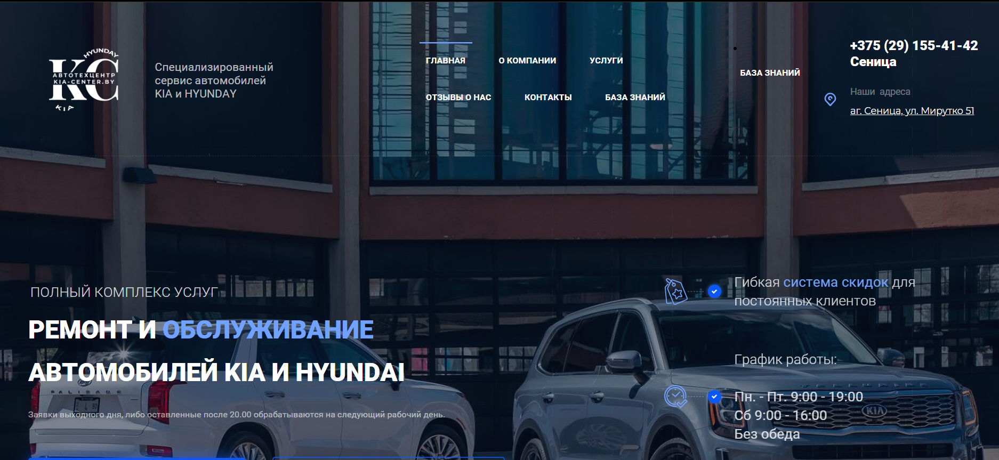 HYUNDAY
KC
АВТОТЕХЦЕНТР
KIA-CENTER.BY
KIA
Специализированный
сервис автомобилей
KIA и HYUNDAY
ГЛАВНАЯ
О КОМПАНИИ
УСЛУГИ
ОТЗЫВЫ О НАС
КОНТАКТЫ
БАЗА ЗНАНИЙ
БАЗА ЗНАНИЙ
+375 (29) 155-41-42
Сеница
Наши адреса
аг. Сеница, ул. Мирутко 51
ПОЛНЫЙ КОМПЛЕКС УСЛУГ
РЕМОНТ И ОБСЛУЖИВАНИЕ
АВТОМОБИЛЕЙ KIA И HYUNDAI
PALISADE
Заявки выходного дня, либо оставленные после 20.00 обрабатываются на следующий рабочий день.
Гибкая система скидок для
постоянных клиентов
График работы:
TELLURIDE
Пн. - Пт. 9:00 - 19:00
Сб 9:00 - 16:00
Без обеда
KIA